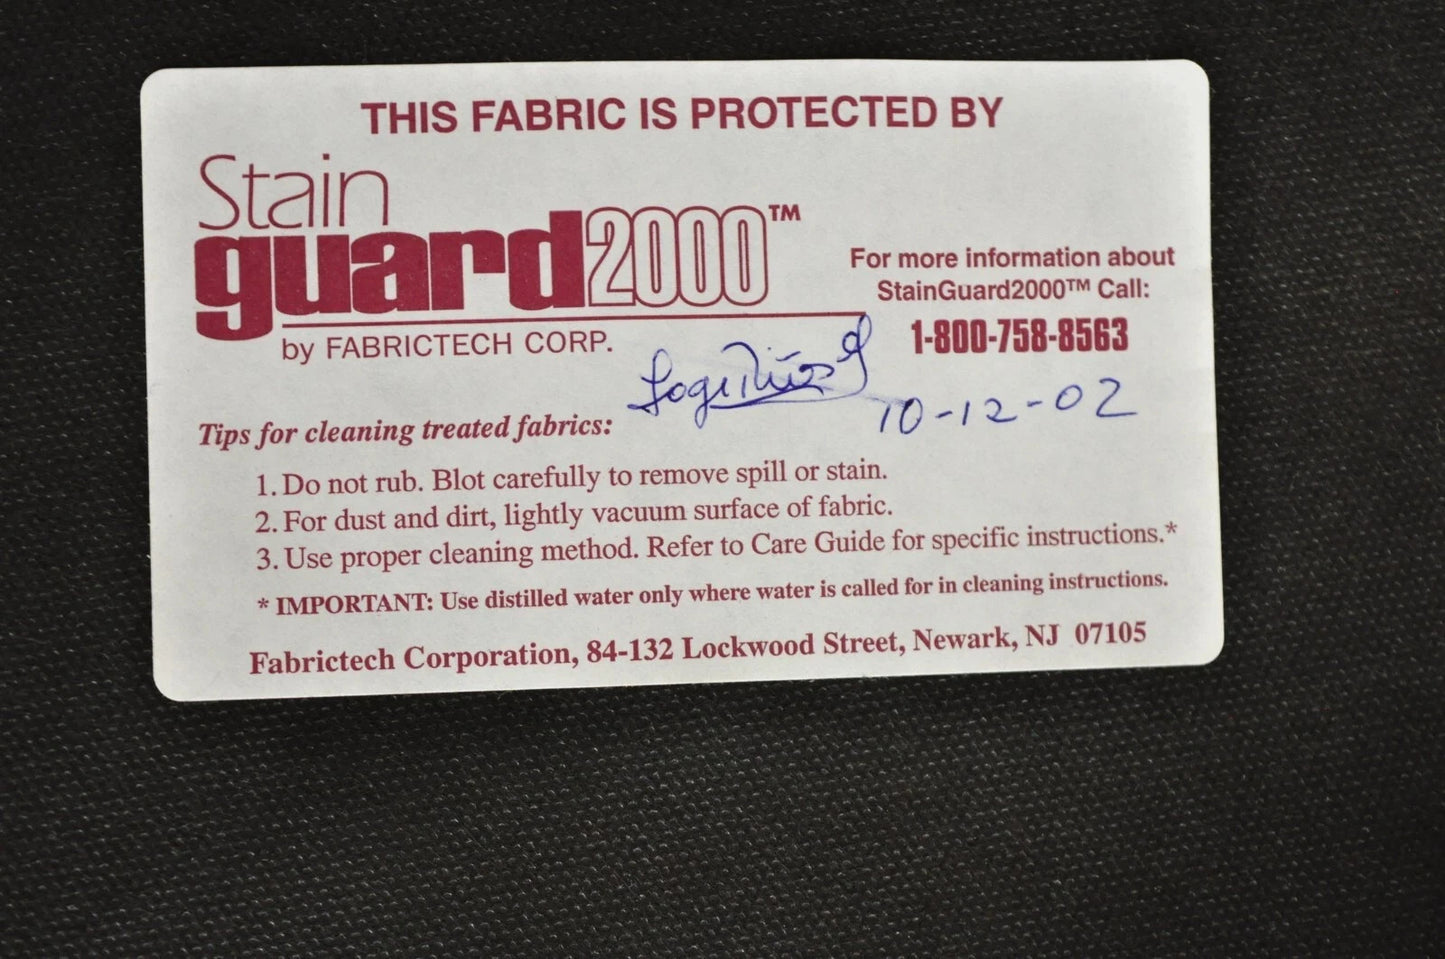 THIS FABRIC IS PROTECTED BY
Stain
guard2000™
by FABRICTECH CORP.
For more information about
StainGuard2000™ Call:
1-800-758-8563
10-12-02
Tips for cleaning treated fabrics:
1. Do not rub. Blot carefully to remove spill or stain.
2. For dust and dirt, lightly vacuum surface of fabric.
3. Use proper cleaning method. Refer to Care Guide for specific instructions.*
* IMPORTANT: Use distilled water only where water is called for in cleaning instructions.
Fabrictech Corporation, 84-132 Lockwood Street, Newark, NJ 07105